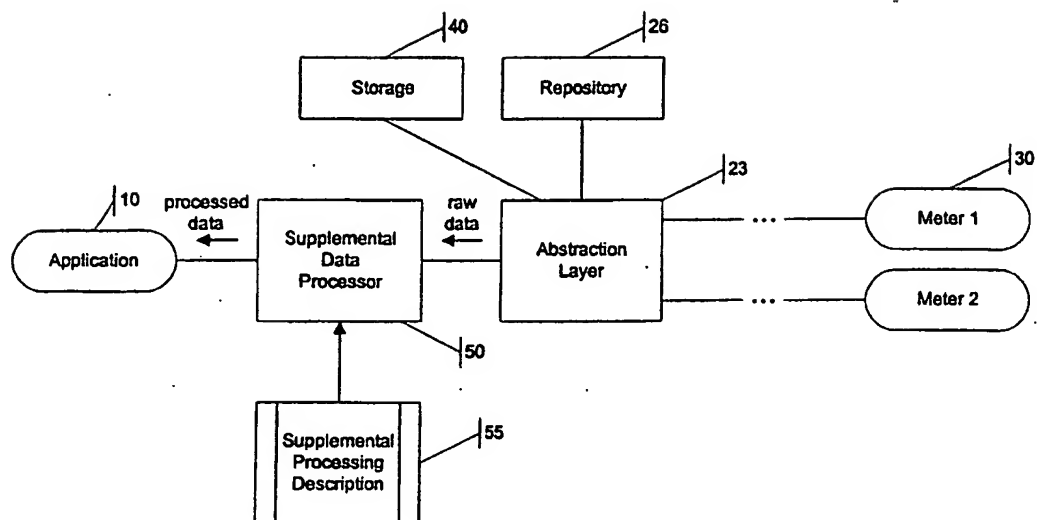 40
26
Storage
Repository
23
30
10
processed
data
raw
data
Application
Supplemental
Data
Processor
Abstraction
Layer
...
Meter 1
...
Meter 2
50
55
Supplemental
Processing
Description